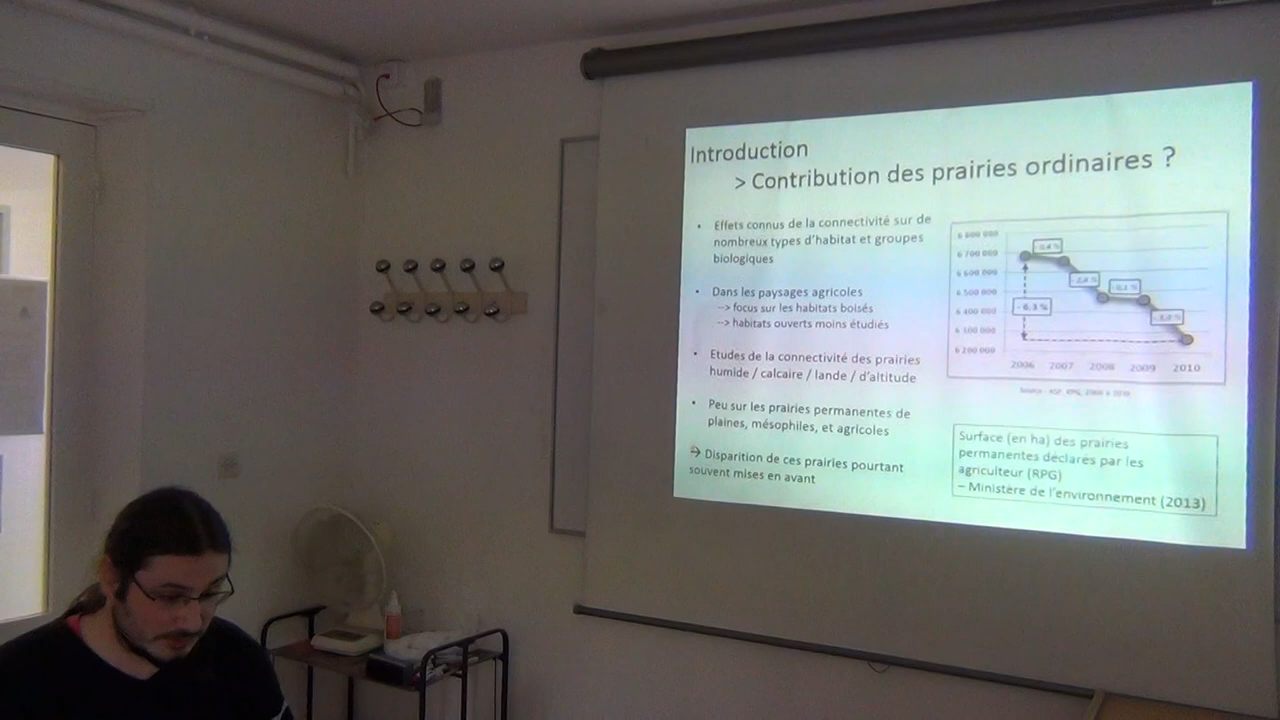 Introduction
> Contribution des prairies ordinaires ?
• Effets connus de la connectivité sur de
nombreux types d'habitat et groupes
biologiques
• Dans les paysages agricoles
--> focus sur les habitats boisés
--> habitats ouverts moins étudiés
• Etudes de la connectivité des prairies
humide / calcaire / lande / d'altitude
• Peu sur les prairies permanentes de
plaines, mésophiles, et agricoles
→ Disparition de ces prairies pourtant
souvent mises en avant
6 800 000
6 700 000
6 600 000
6 500 000
6 400 000
6 300 000
6 200 000
- 6,3 %
2006 2007 2008 2009 2010
Surface (en ha) des prairies
permanentes déclarés par les
agriculteur (RPG)
– Ministère de l'environnement (2013)